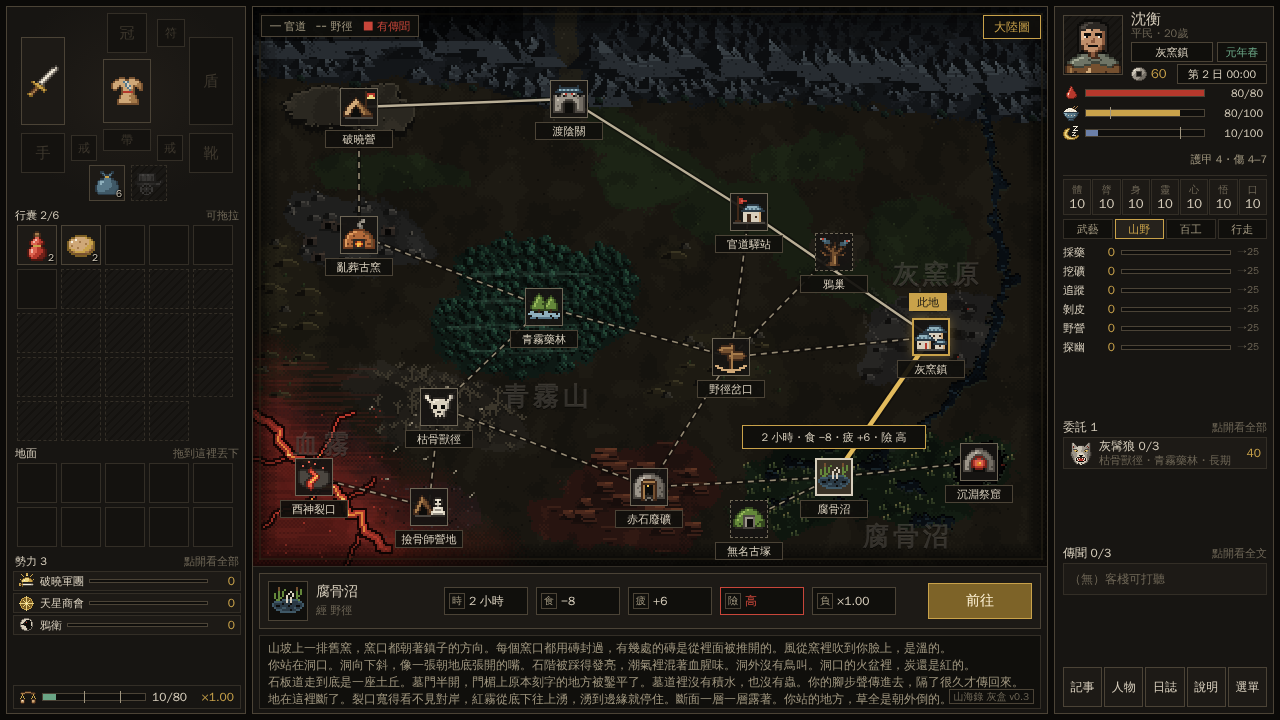 冠
符
盾
手
戒
帶
戒
靴
6
行囊 2/6
可拖拉
2
2
地面
拖到這裡丟下
勢力 3
點開看全部
破曉軍團
0
天星商會
0
鴉衛
0
10/80
×1.00
一 官道 -- 野徑 有傳聞
大陸圖
破曉營
渡陰關
官道驛站
亂葬古窯
鴉巢
灰窯原
此地
青霧藥林
灰窯鎮
野徑岔口
青霧山
枯骨獸徑
2 小時・食 −8・疲 +6・險 高
血霧
酉神裂口
沉淵祭窟
赤石廢礦
腐骨沼
撿骨師營地
無名古塚
腐骨沼
腐骨沼
經 野徑
時 2 小時
食 −8
疲 +6
險 高
負 ×1.00
前往
山坡上一排舊窯，窯口都朝著鎮子的方向。每個窯口都用磚封過，有幾處的磚是從裡面被推開的。風從窯裡吹到你臉上，是溫的。
你站在洞口。洞向下斜，像一張朝地底張開的嘴。石階被踩得發亮，潮氣裡混著血腥味。洞外沒有鳥叫。洞口的火盆裡，炭還是紅的。
石板道走到底是一座土丘。墓門半開，門楣上原本刻字的地方被鑿平了。墓道裡沒有積水，也沒有蟲。你的腳步聲傳進去，隔了很久才傳回來。
地在這裡斷了。裂口寬得看不見對岸，紅霧從底下往上湧，湧到邊緣就停住。斷面一層一層露著。你站的地方，草全是朝外倒的。
山海錄 灰盒 v0.3
沈衡
平民・20歲
灰窯鎮
元年春
60
第 2 日 00:00
80/80
80/100
10/100
護甲 4・傷 4–7
體 臂 身 靈 心 悟 口
10 10 10 10 10 10 10
武藝
山野
百工
行走
採藥 0 →25
挖礦 0 →25
追蹤 0 →25
剝皮 0 →25
野營 0 →25
探幽 0 →25
委託 1
點開看全部
灰鬃狼 0/3
枯骨獸徑・青霧藥林・長期
40
傳聞 0/3
點開看全文
（無）客棧可打聽
記事
人物
日誌
說明
選單